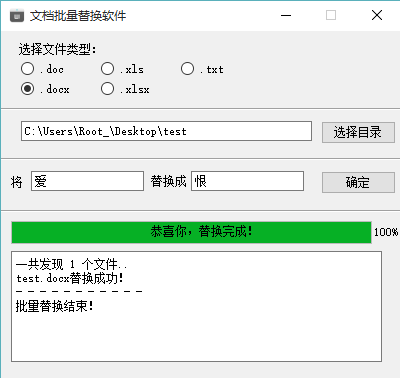 文档批量替换软件
选择文件类型:
.doc .xls .txt
.docx .xlsx
C:\Users\Root_\Desktop\test 选择目录
将 爱 替换成 恨 确定
恭喜你，替换完成! 100%
一共发现 1 个文件..
test.docx替换成功!
- - - - - - - - - - -
批量替换结束!